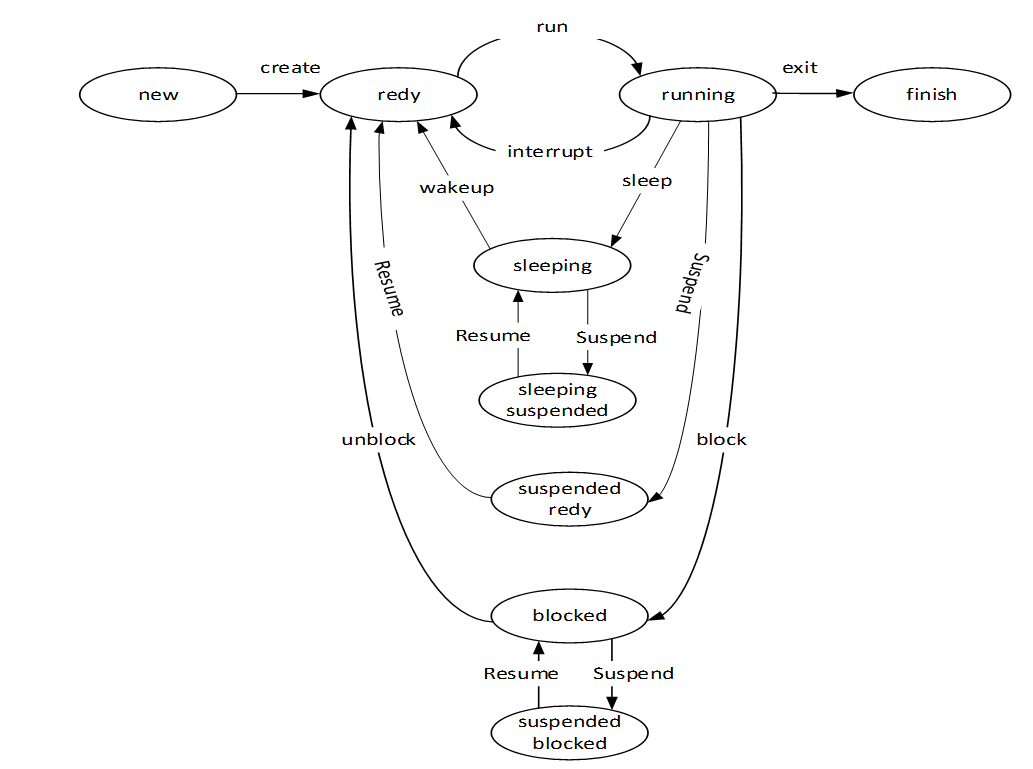 run
create
exit
new
redy
running
finish
interrupt
wakeup
sleep
sleeping
Resume
Suspend
Resume
Suspend
sleeping
suspended
unblock
block
suspended
redy
blocked
Resume
Suspend
suspended
blocked